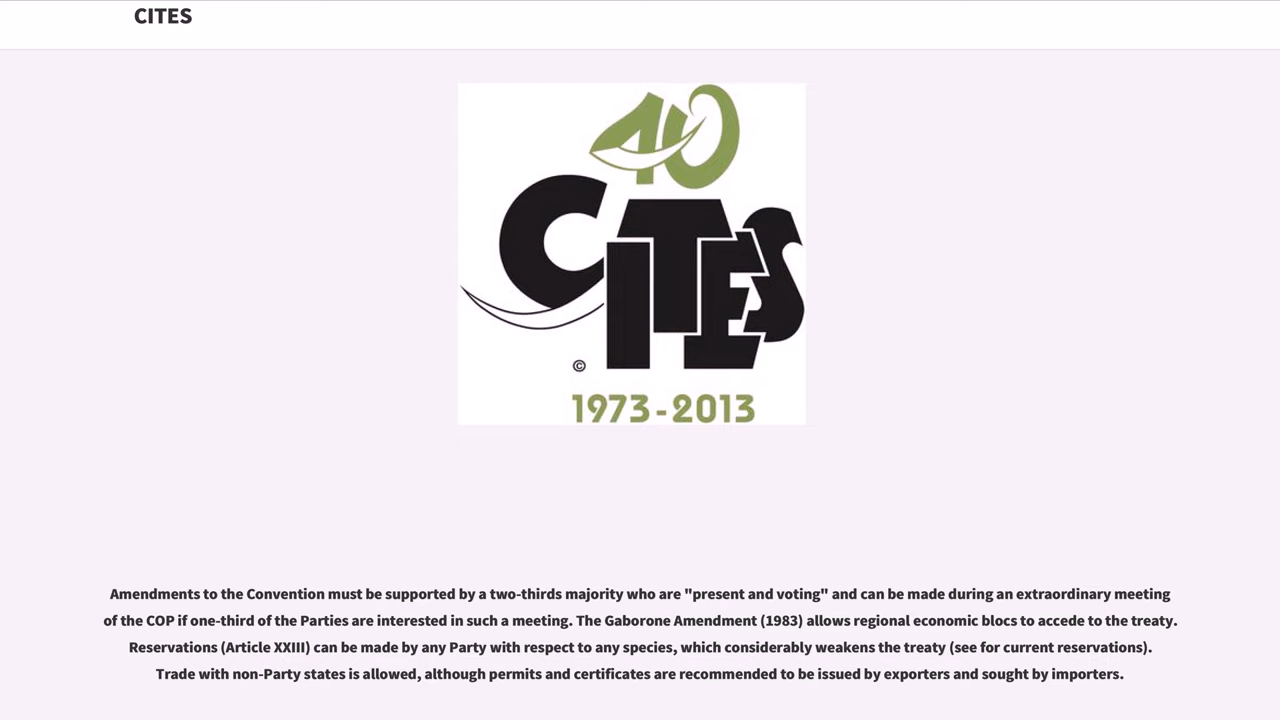 CITES
40
CITES
©
1973-2013
Amendments to the Convention must be supported by a two-thirds majority who are "present and voting" and can be made during an extraordinary meeting
of the COP if one-third of the Parties are interested in such a meeting. The Gaborone Amendment (1983) allows regional economic blocs to accede to the treaty.
Reservations (Article XXIII) can be made by any Party with respect to any species, which considerably weakens the treaty (see for current reservations).
Trade with non-Party states is allowed, although permits and certificates are recommended to be issued by exporters and sought by importers.